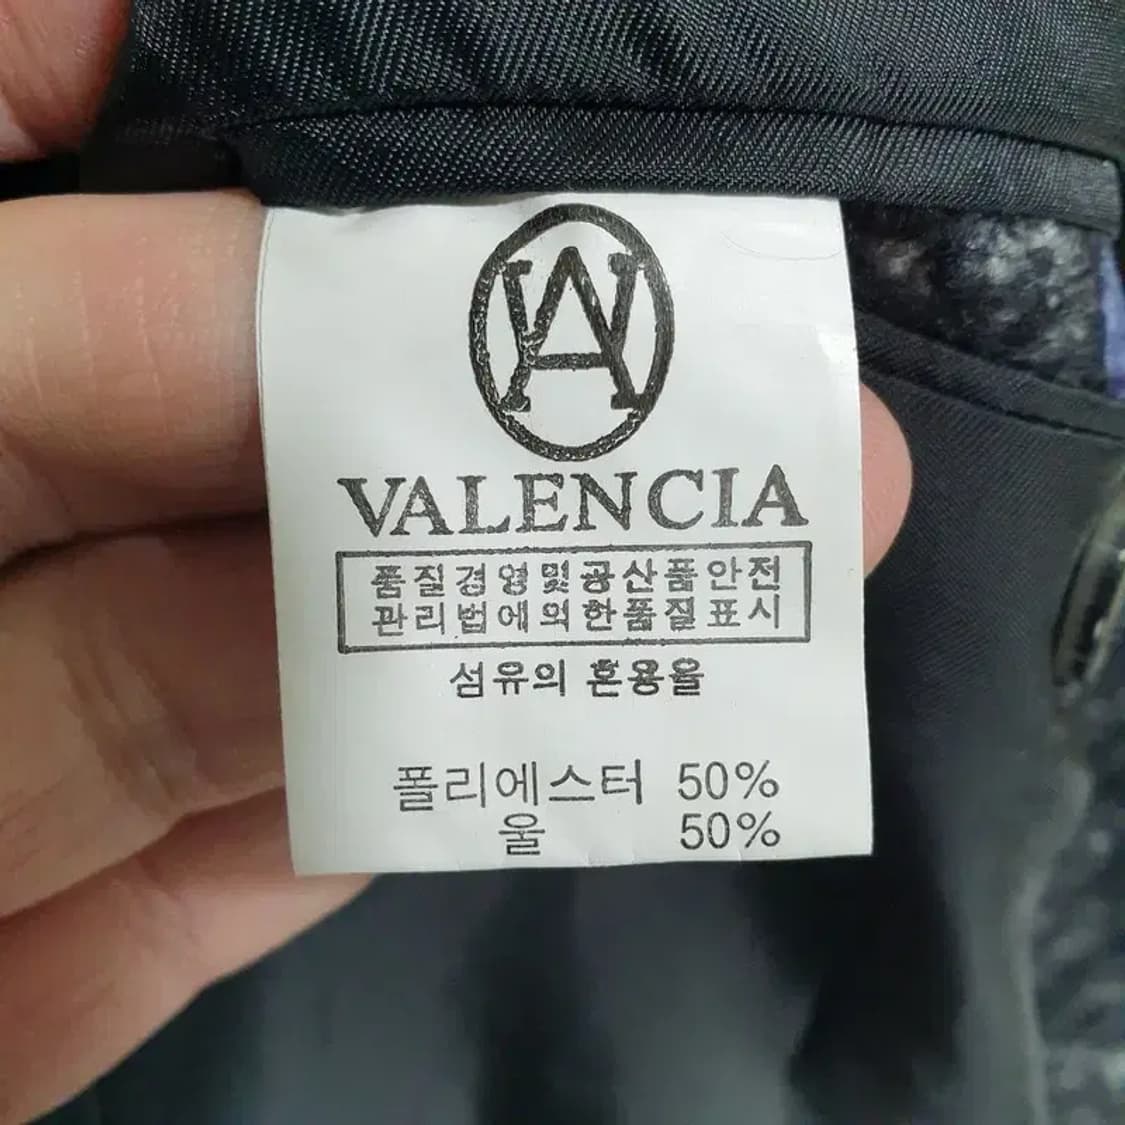 VALENCIA
품질경영및공산품안전
관리법에의한품질표시
섬유의 혼용율
폴리에스터 50%
울 50%